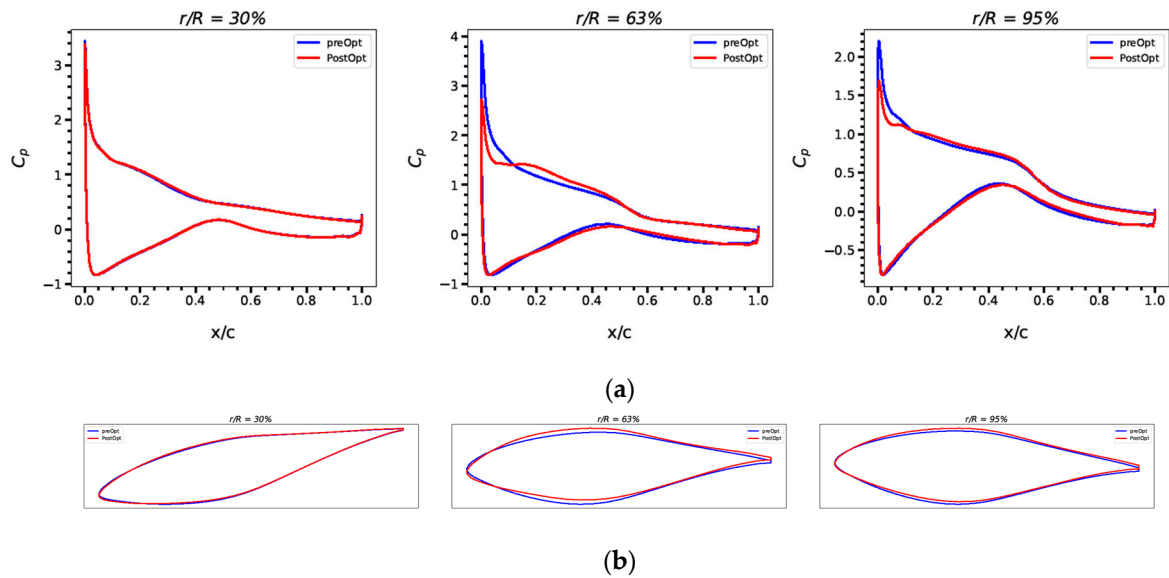 r/R = 30%
r/R = 63%
r/R = 95%
preOpt
PostOpt
preOpt
PostOpt
preOpt
PostOpt
3
2
1
0
−1
4
3
2
1
0
−1
2.0
1.5
1.0
0.5
0.0
−0.5
Cp
Cp
Cp
0.0 0.2 0.4 0.6 0.8 1.0
0.0 0.2 0.4 0.6 0.8 1.0
0.0 0.2 0.4 0.6 0.8 1.0
x/c
x/c
x/c
(a)
r/R = 30%
r/R = 63%
r/R = 95%
preOpt
PostOpt
preOpt
PostOpt
preOpt
PostOpt
(b)